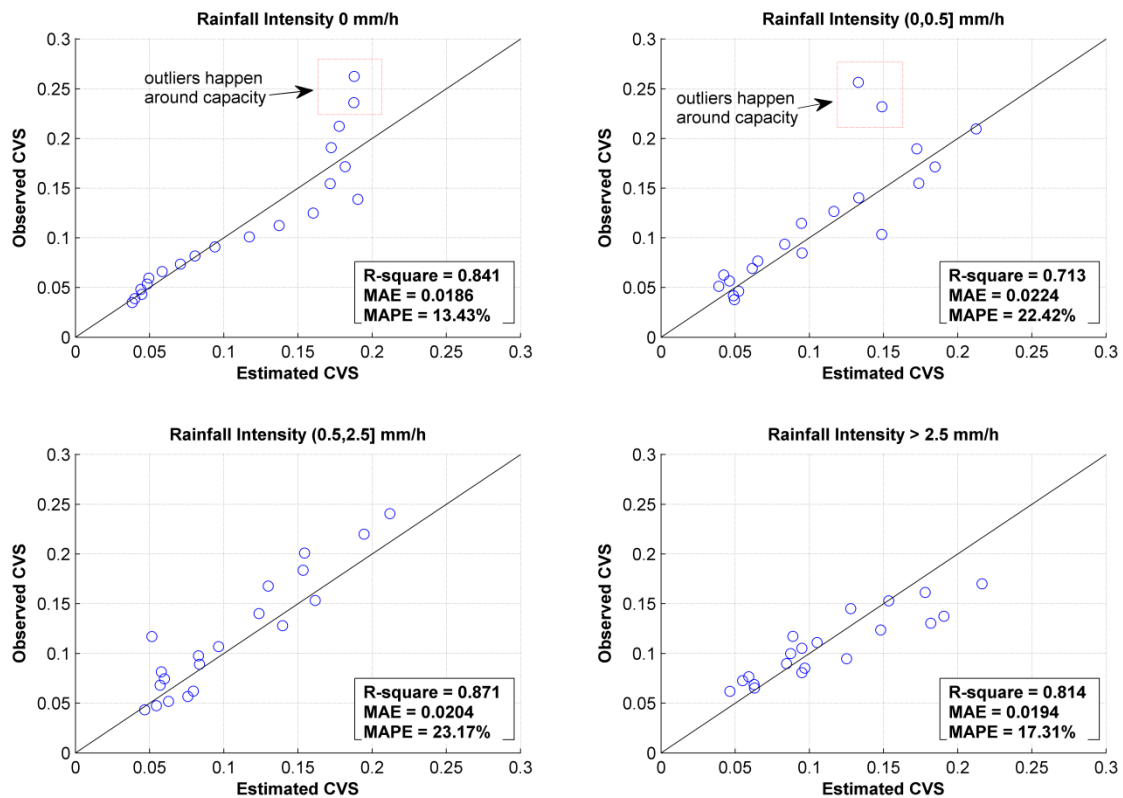 Rainfall Intensity 0 mm/h
0.3
0.25
0.2
0.15
0.1
0.05
0
outliers happen
around capacity
R-square = 0.841
MAE = 0.0186
MAPE = 13.43%
0 0.05 0.1 0.15 0.2 0.25 0.3
Estimated CVS
Observed CVS
Rainfall Intensity (0,0.5] mm/h
0.3
0.25
0.2
0.15
0.1
0.05
0
outliers happen
around capacity
R-square = 0.713
MAE = 0.0224
MAPE = 22.42%
0 0.05 0.1 0.15 0.2 0.25 0.3
Estimated CVS
Observed CVS
Rainfall Intensity (0.5,2.5] mm/h
0.3
0.25
0.2
0.15
0.1
0.05
0
R-square = 0.871
MAE = 0.0204
MAPE = 23.17%
0 0.05 0.1 0.15 0.2 0.25 0.3
Estimated CVS
Observed CVS
Rainfall Intensity > 2.5 mm/h
0.3
0.25
0.2
0.15
0.1
0.05
0
R-square = 0.814
MAE = 0.0194
MAPE = 17.31%
0 0.05 0.1 0.15 0.2 0.25 0.3
Estimated CVS
Observed CVS